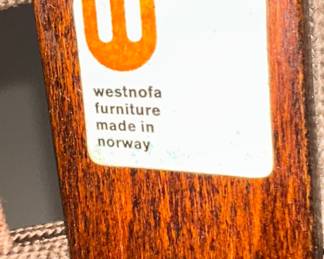 westnofa
furniture
made in
norway